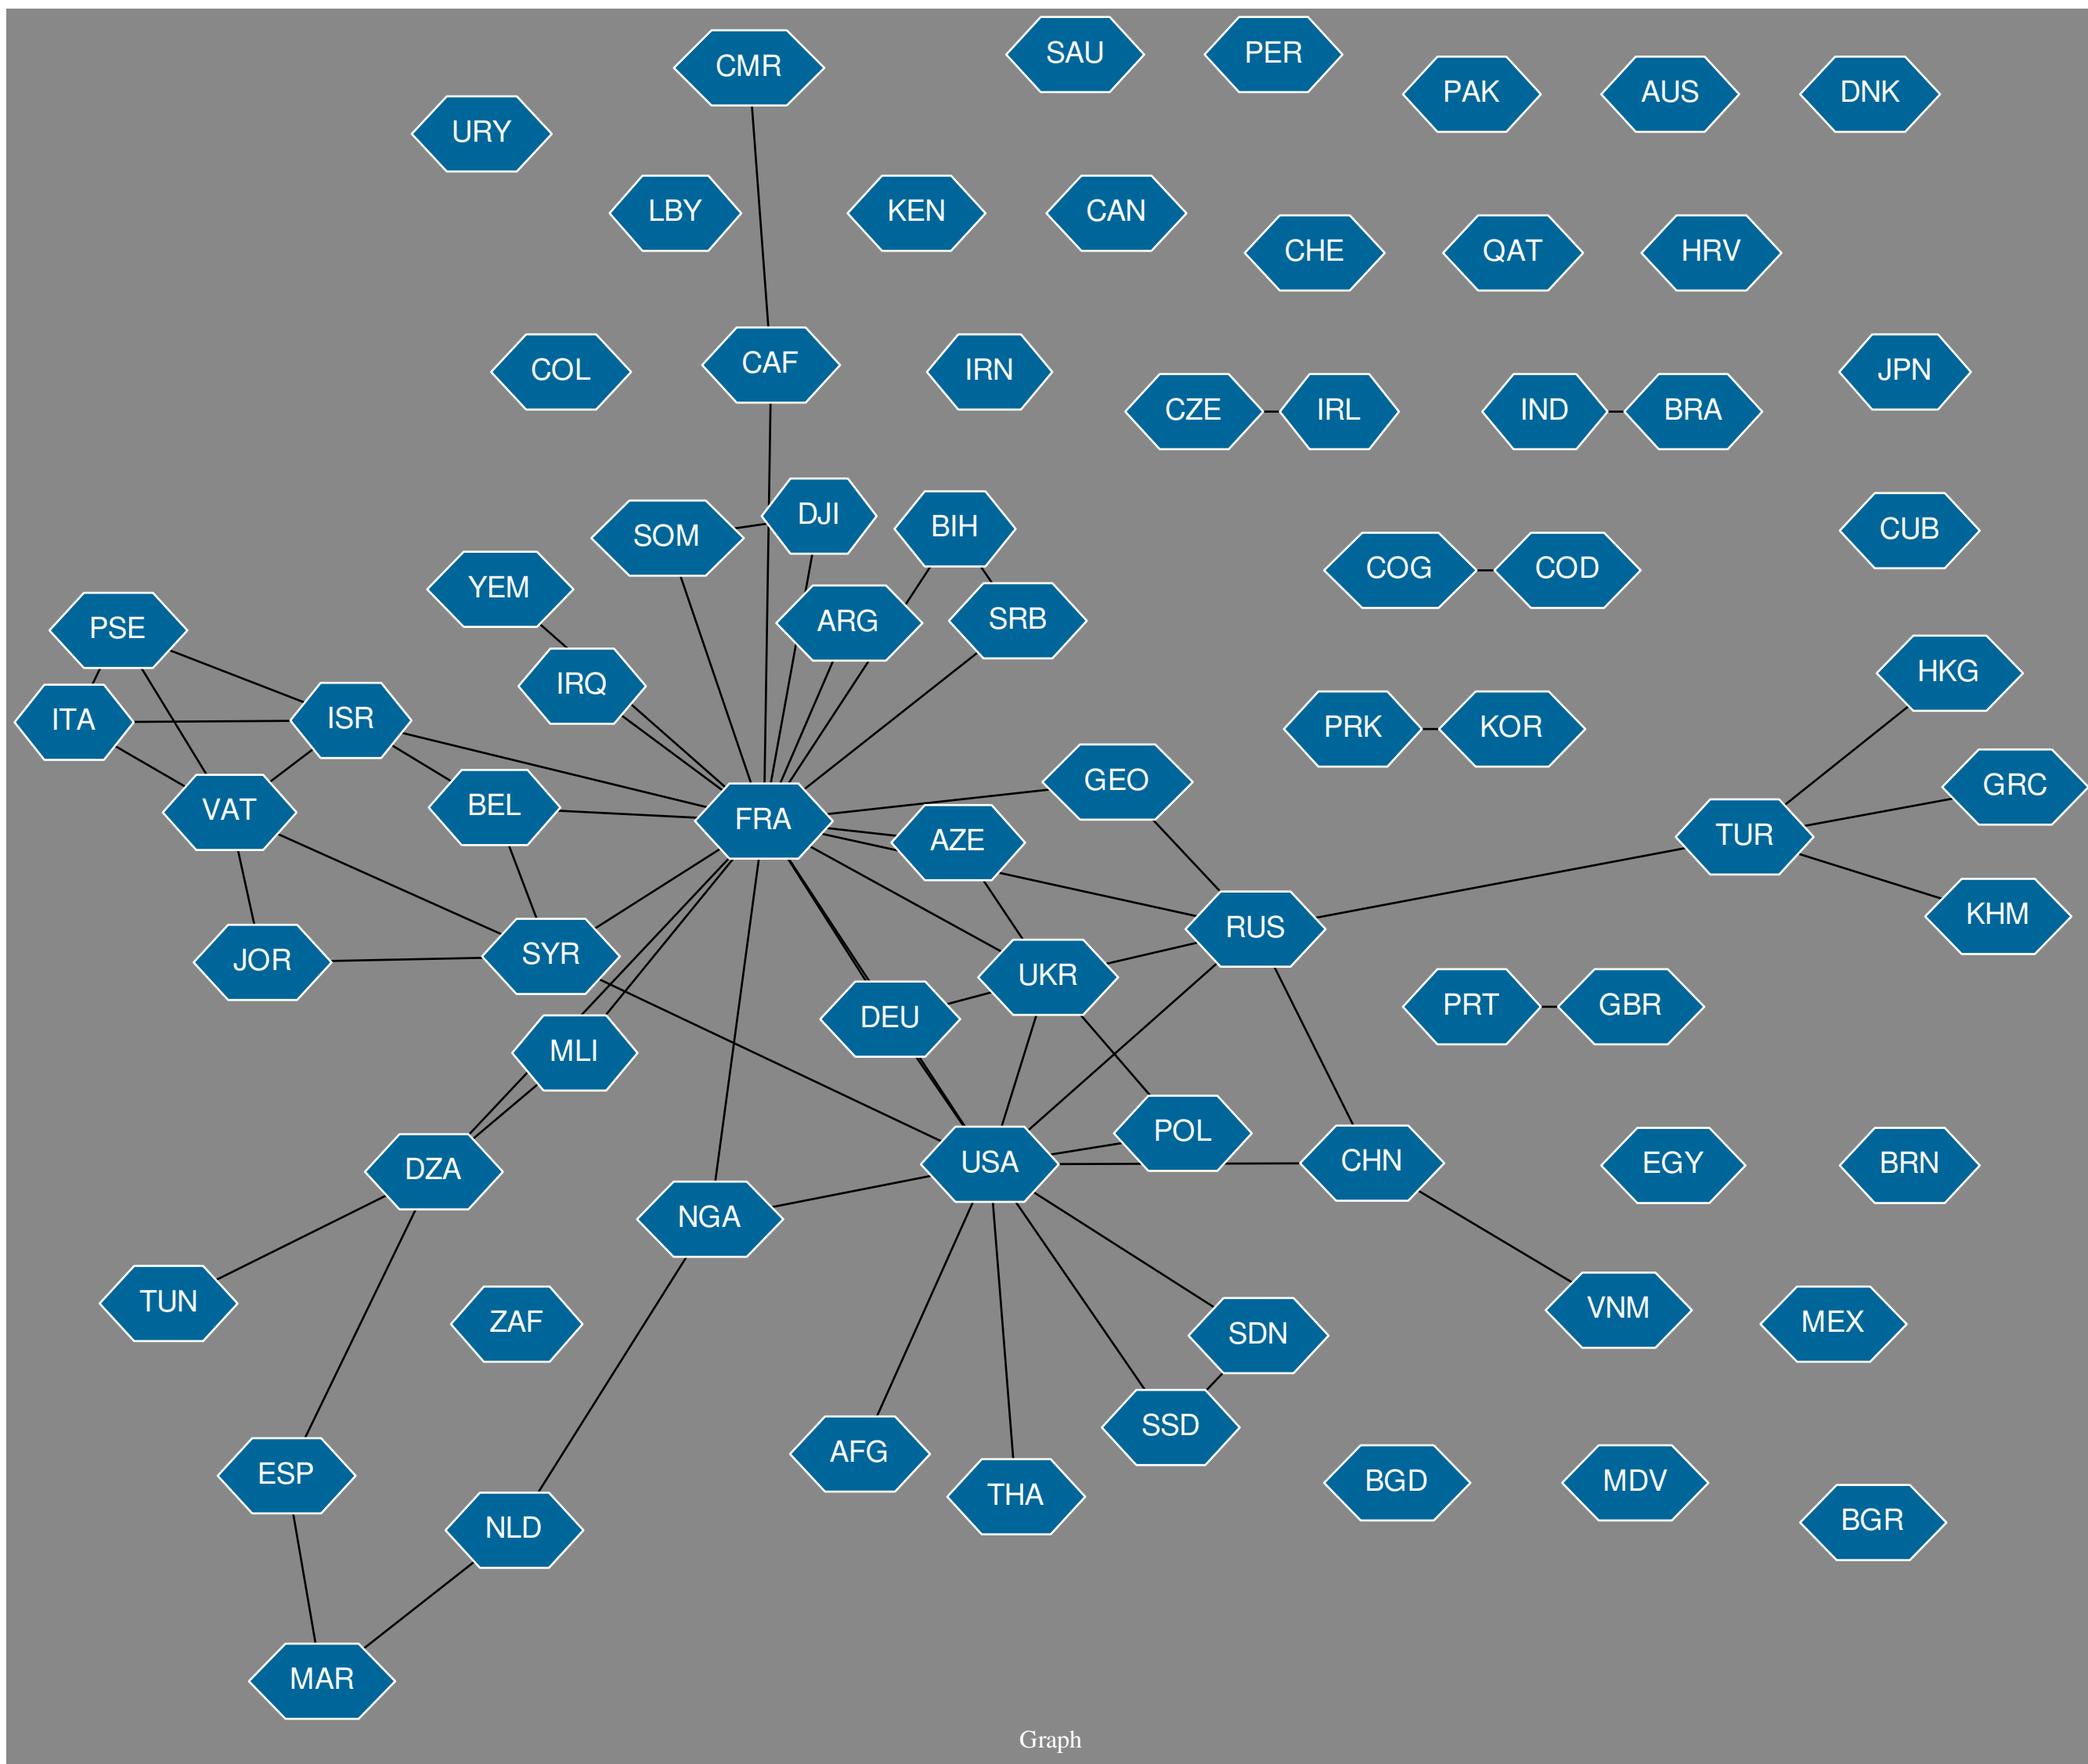 SAU
PER
CMR
PAK
AUS
DNK
URY
LBY
KEN
CAN
CHE
QAT
HRV
COL
CAF
IRN
JPN
CZE
IRL
IND
BRA
DJI
BIH
SOM
CUB
COG
COD
YEM
PSE
ARG
SRB
HKG
IRQ
ITA
ISR
PRK
KOR
GEO
GRC
VAT
BEL
FRA
AZE
TUR
KHM
RUS
JOR
SYR
UKR
PRT
GBR
DEU
MLI
POL
DZA
USA
CHN
EGY
BRN
NGA
TUN
ZAF
VNM
MEX
SDN
SSD
AFG
ESP
THA
BGD
MDV
NLD
BGR
MAR
Graph